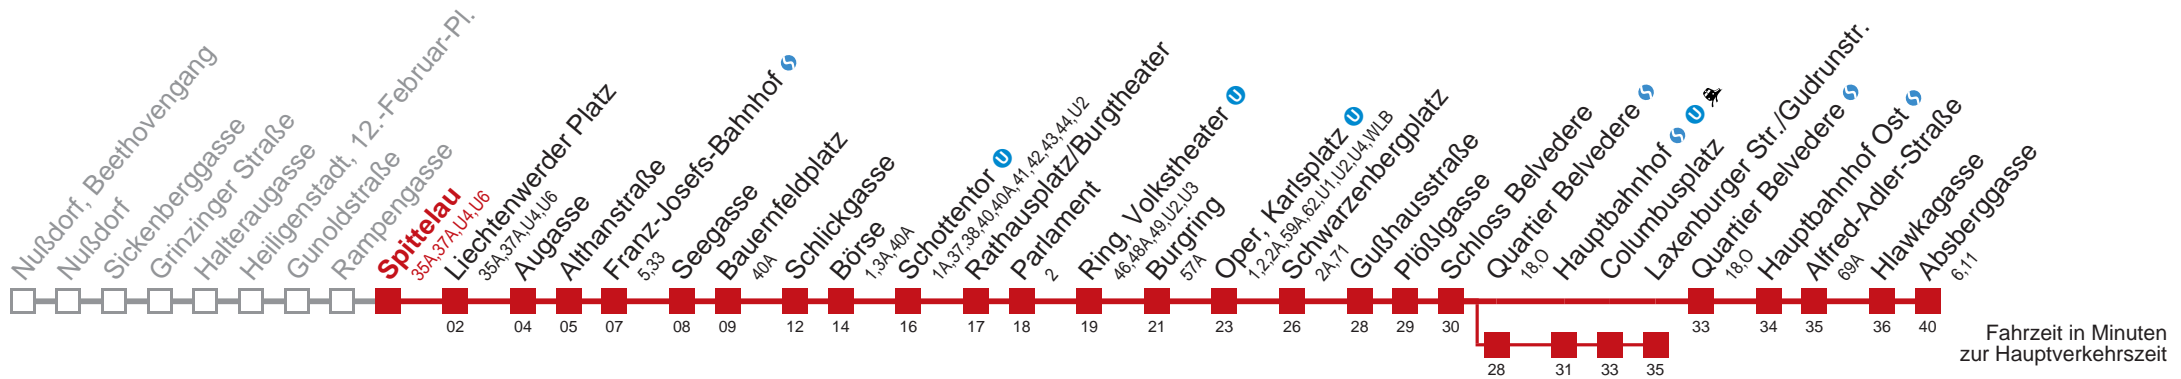 Nußdorf, Beethovengang
Nußdorf
Sickenberggasse
Grinzinger Straße
Halteraugasse
Heiligenstadt, 12.-Februar-Pl.
Gunoldstraße
Rampengasse
Spittelau
35A,37A,U4,U6
Liechtenwerder Platz
35A,37A,U4,U6
Augasse
Althanstraße
Franz-Josefs-Bahnhof
5,33
Seegasse
Bauernfeldplatz
40A
Schlickgasse
Börse
1,3A,40A
Schottentor U
1A,37,38,40,40A,41,42,43,44,U2
Rathausplatz/Burgtheater
Parlament
2
Ring, Volkstheater U
46,48A,49,U2,U3
Burgring
57A
Oper, Karlsplatz U
1,2,2A,59A,62,U1,U2,U4,WLB
Schwarzenbergplatz
2A,71
Gußhausstraße
Plößlgasse
Schloss Belvedere
Quartier Belvedere
18,O
Hauptbahnhof U
Columbusplatz
Laxenburger Str./Gudrunstr.
Quartier Belvedere
18,O
Hauptbahnhof Ost
Alfred-Adler-Straße
69A
Hlawkagasse
Absberggasse
6,11
02 04 05 07 08 09 12 14 16 17 18 19 21 23 26 28 29 30 33 34 35 36 40
28 31 33 35
Fahrzeit in Minuten
zur Hauptverkehrszeit